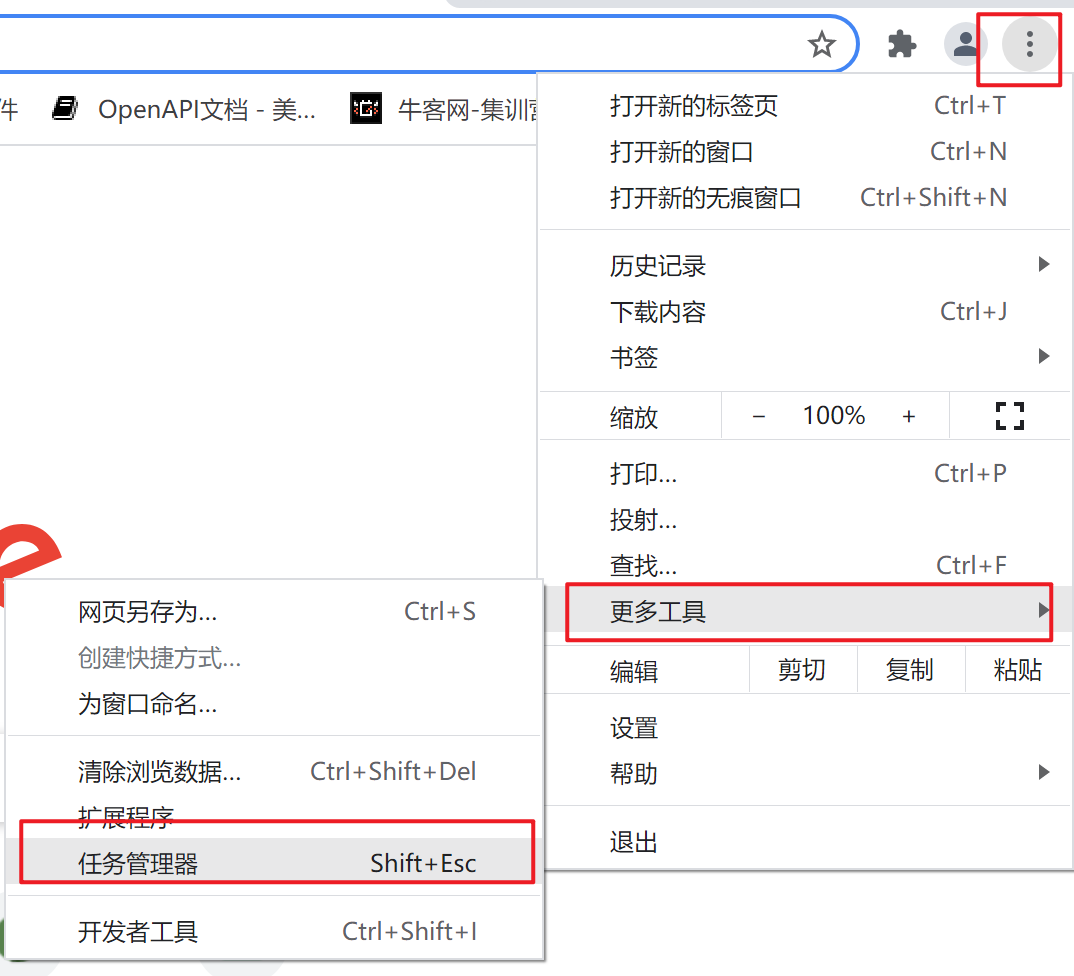 件 OpenAPI文档 - 美... 牛客网-集训营
打开新的标签页 Ctrl+T
打开新的窗口 Ctrl+N
打开新的无痕窗口 Ctrl+Shift+N
历史记录
下载内容 Ctrl+J
书签
缩放 − 100% +
打印... Ctrl+P
投射...
查找... Ctrl+F
更多工具
编辑 剪切 复制 粘贴
设置
帮助
退出
e
网页另存为... Ctrl+S
创建快捷方式...
为窗口命名...
清除浏览数据... Ctrl+Shift+Del
扩展程序
任务管理器 Shift+Esc
开发者工具 Ctrl+Shift+I